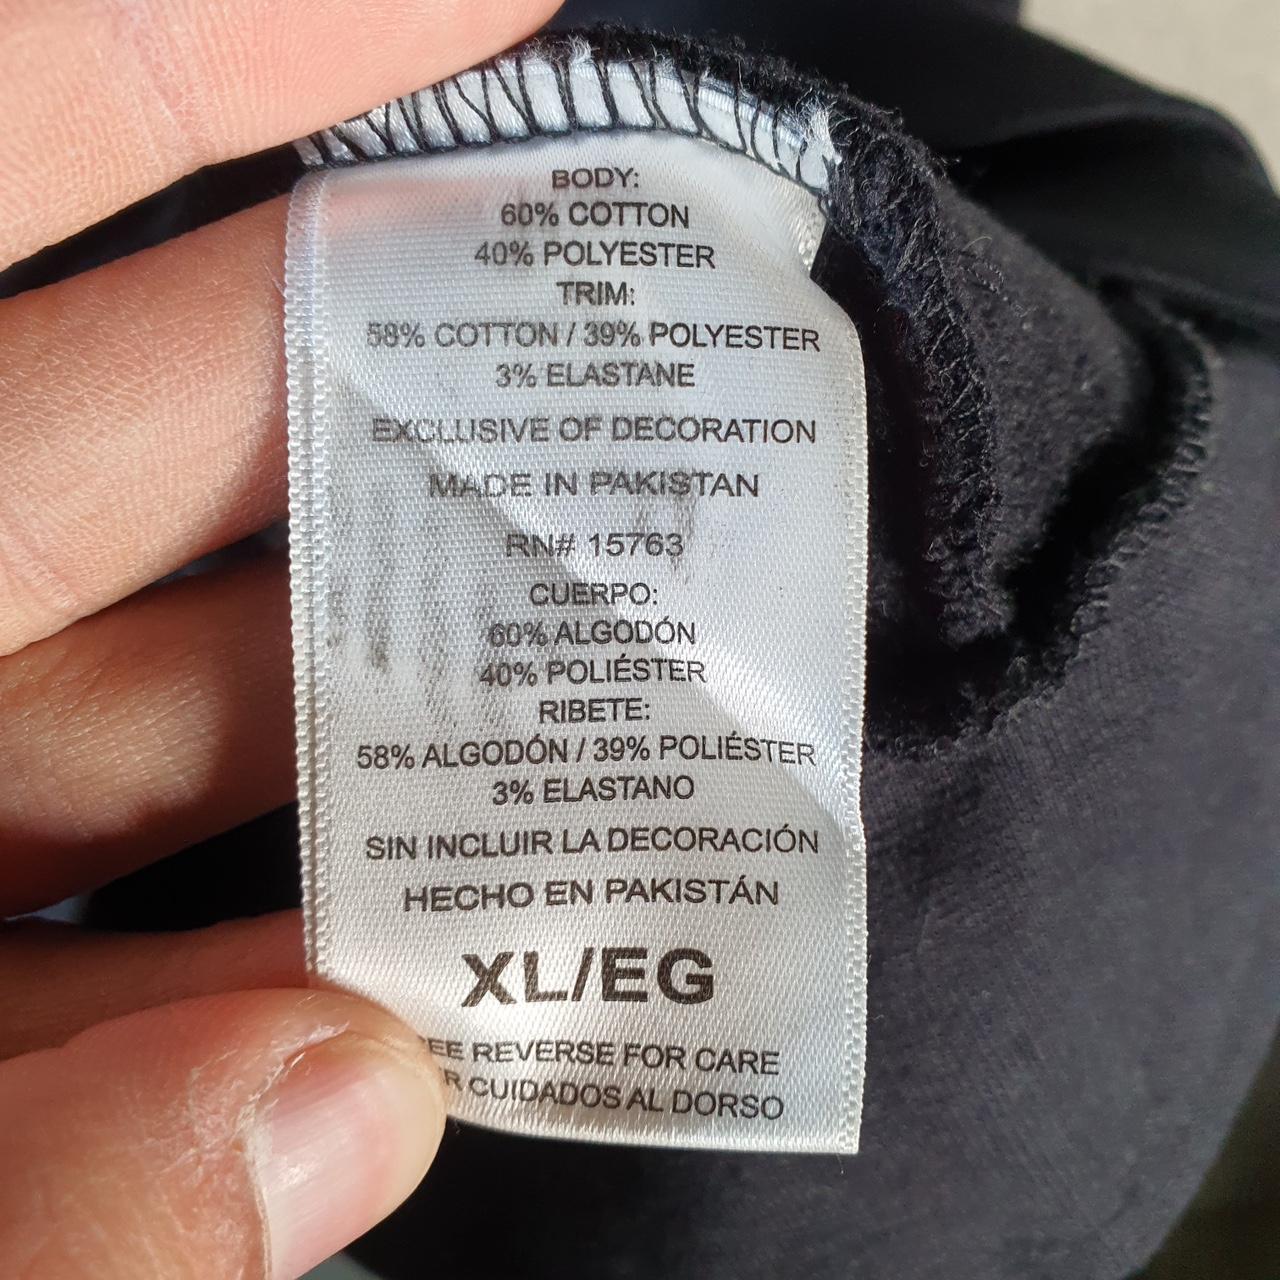 BODY:
60% COTTON
40% POLYESTER
TRIM:
58% COTTON / 39% POLYESTER
3% ELASTANE
EXCLUSIVE OF DECORATION
MADE IN PAKISTAN
RN# 15763
CUERPO:
60% ALGODÓN
40% POLIÉSTER
RIBETE:
58% ALGODÓN / 39% POLIÉSTER
3% ELASTANO
SIN INCLUIR LA DECORACIÓN
HECHO EN PAKISTÁN
XL/EG
REVERSE FOR CARE
CUIDADOS AL DORSO